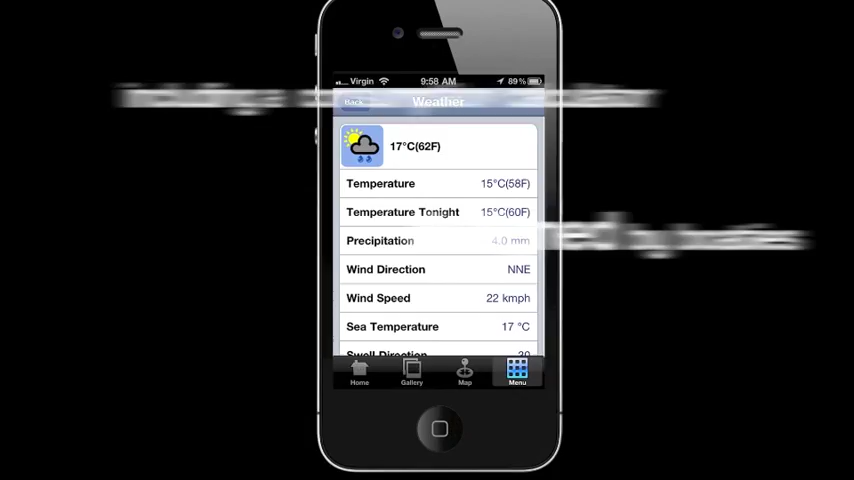 Virgin 9:58 AM 89%
Back Weather
17°C(62F)
Temperature 15°C(58F)
Temperature Tonight 15°C(60F)
Precipitation 4.0 mm
Wind Direction NNE
Wind Speed 22 kmph
Sea Temperature 17 °C
Swell Direction 20
Home Gallery Map Menu